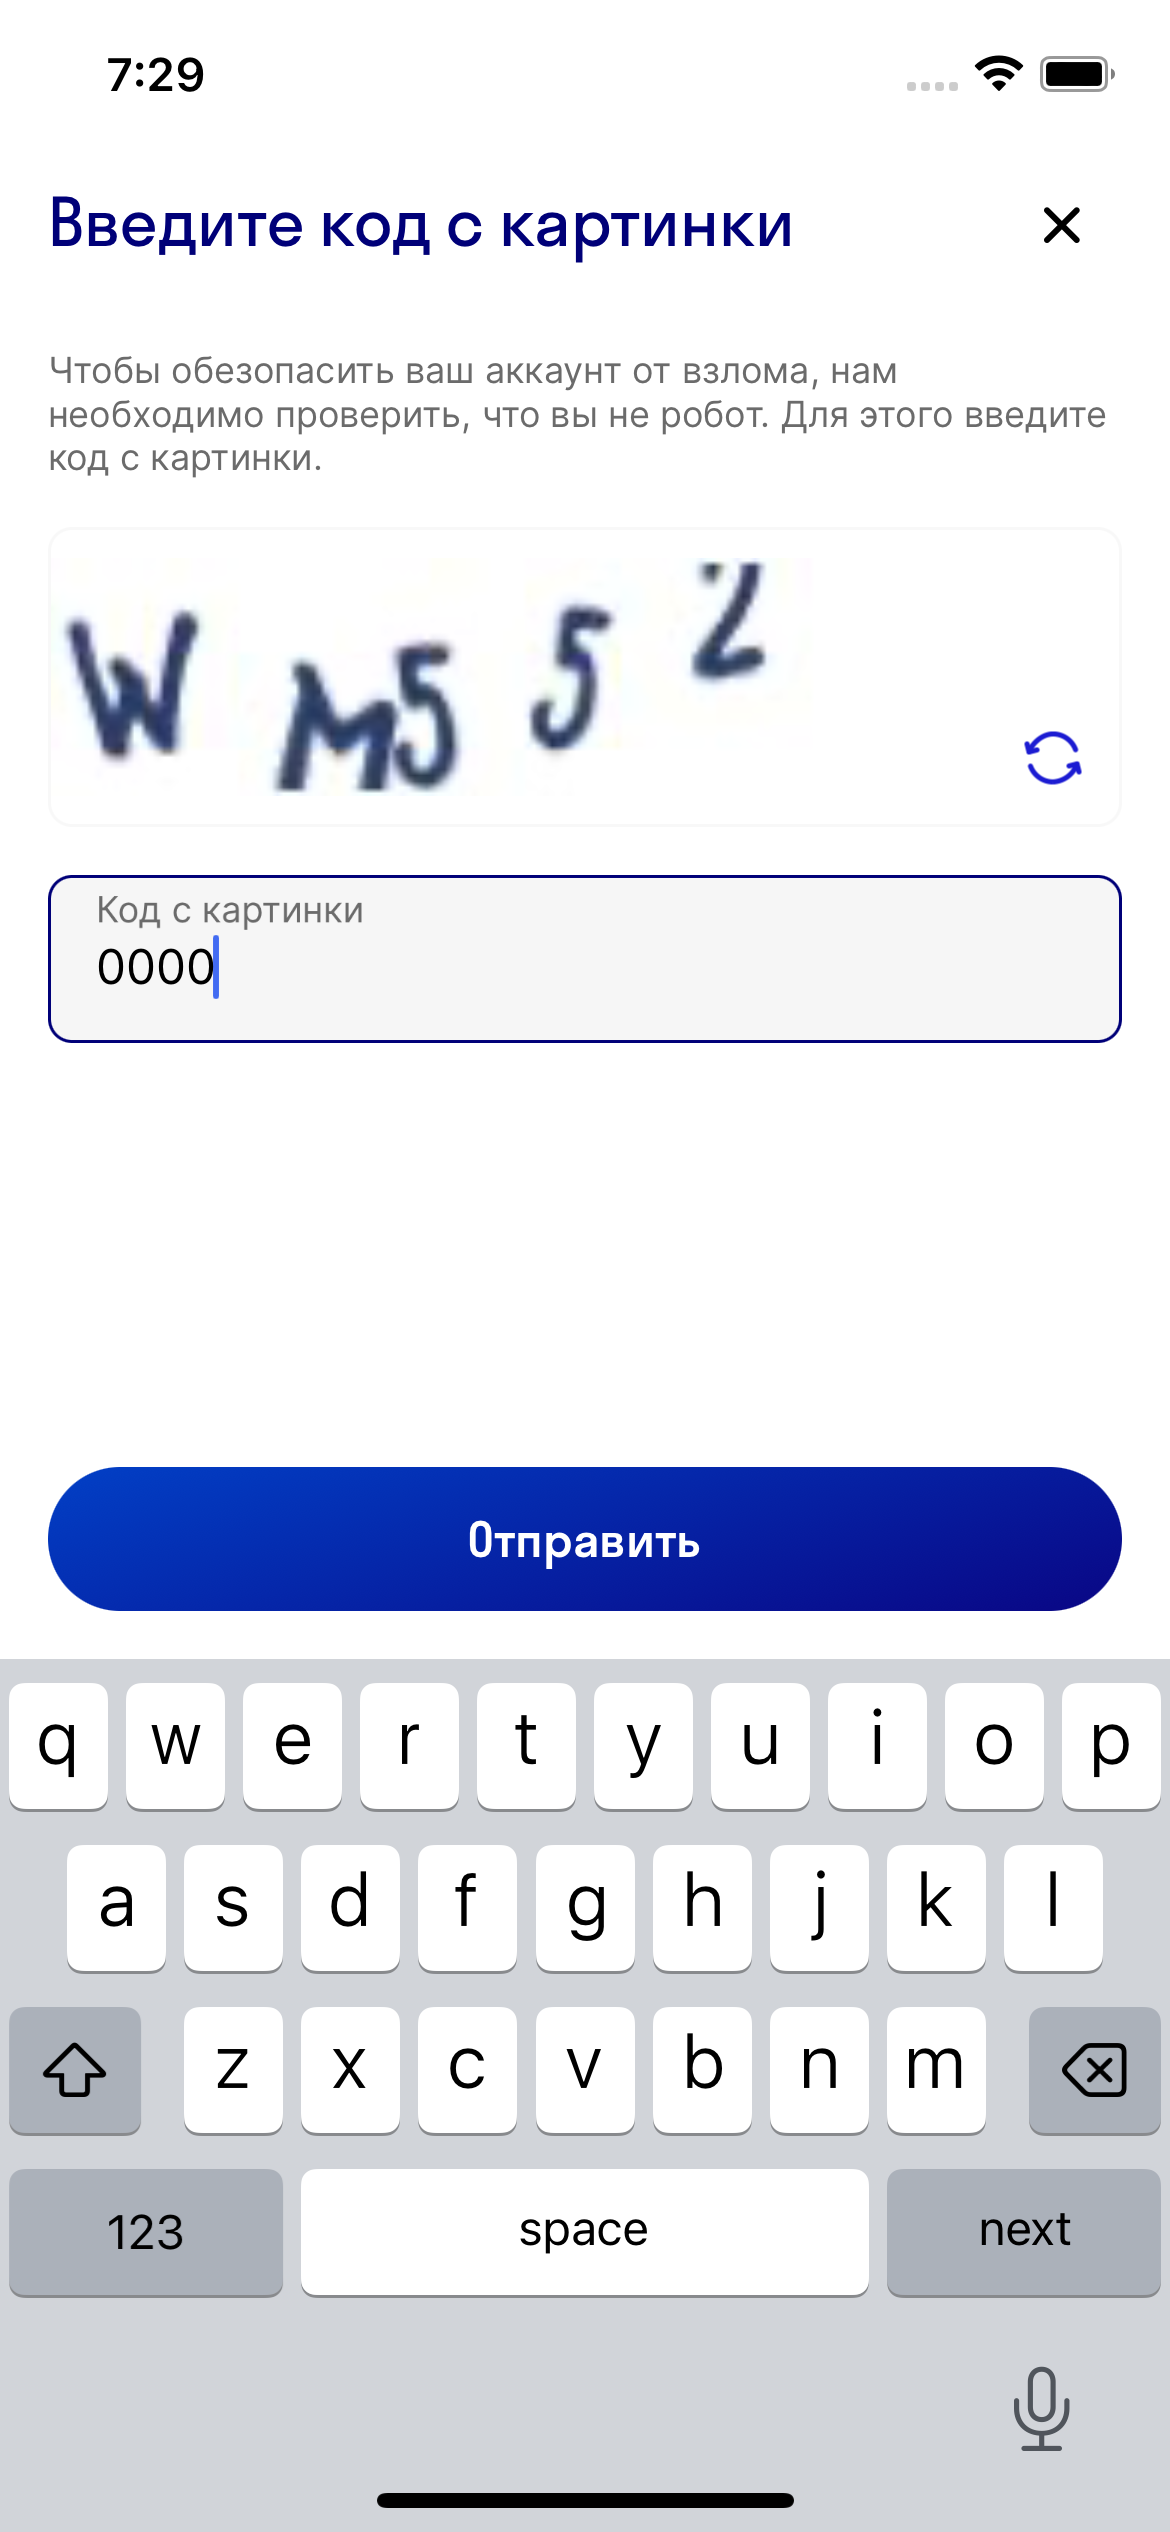 7:29
Введите код с картинки
Чтобы обезопасить ваш аккаунт от взлома, нам
необходимо проверить, что вы не робот. Для этого введите
код с картинки.
W M5 5 2
Код с картинки
0000
Отправить
q w e r t y u i o p
a s d f g h j k l
z x c v b n m
123 space next